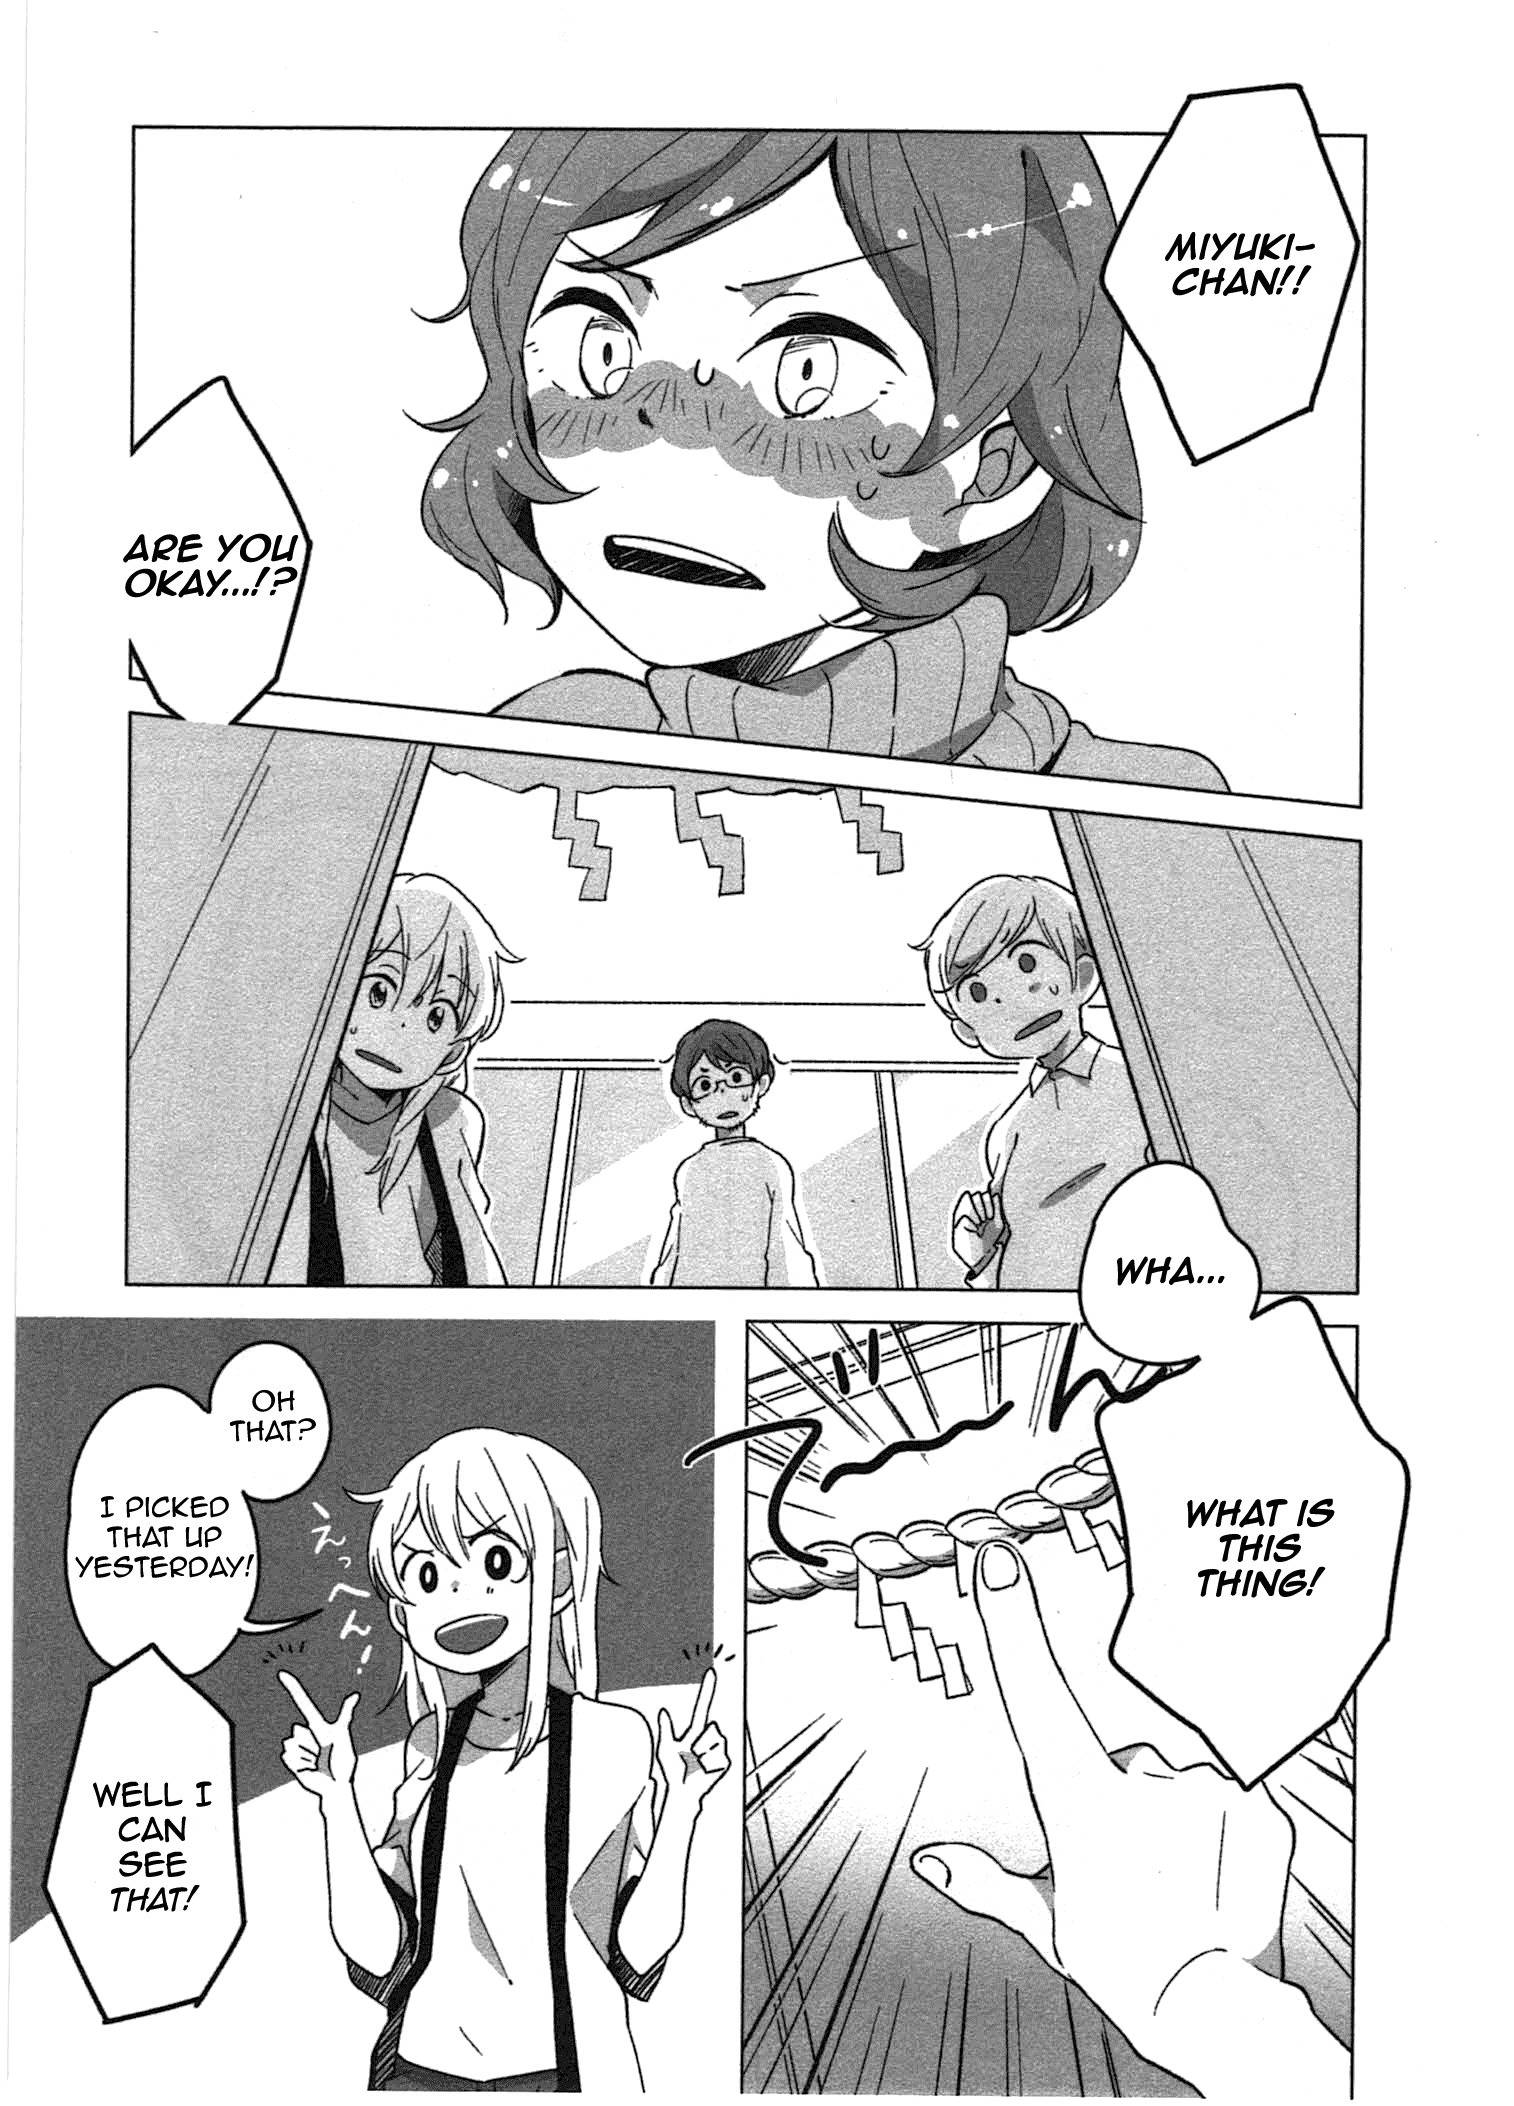 MIYUKI-
CHAN!!
ARE YOU
OKAY...!?
WHA...
WHAT IS
THIS
THING!
OH
THAT?
I PICKED
THAT UP
YESTERDAY!
えっへん!
WELL I
CAN
SEE
THAT!